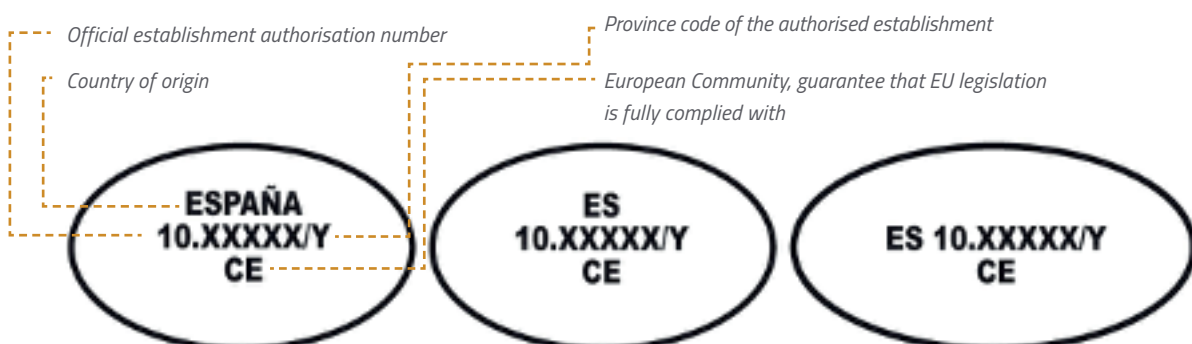 Official establishment authorisation number
Country of origin
Province code of the authorised establishment
European Community, guarantee that EU legislation
is fully complied with
ESPAÑA
10.XXXXX/Y
CE
ES
10.XXXXX/Y
CE
ES 10.XXXXX/Y
CE